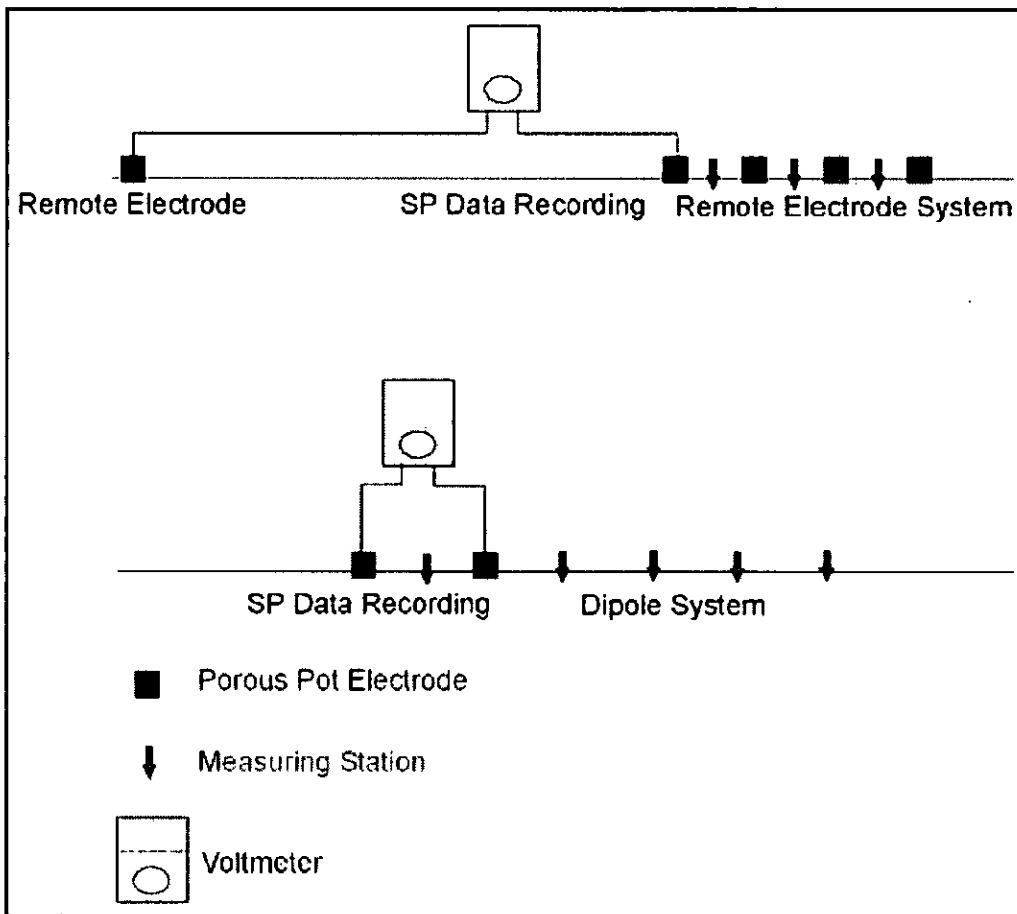 Remote Electrode SP Data Recording Remote Electrode System
SP Data Recording Dipole System
Porous Pot Electrode
Measuring Station
Voltmeter